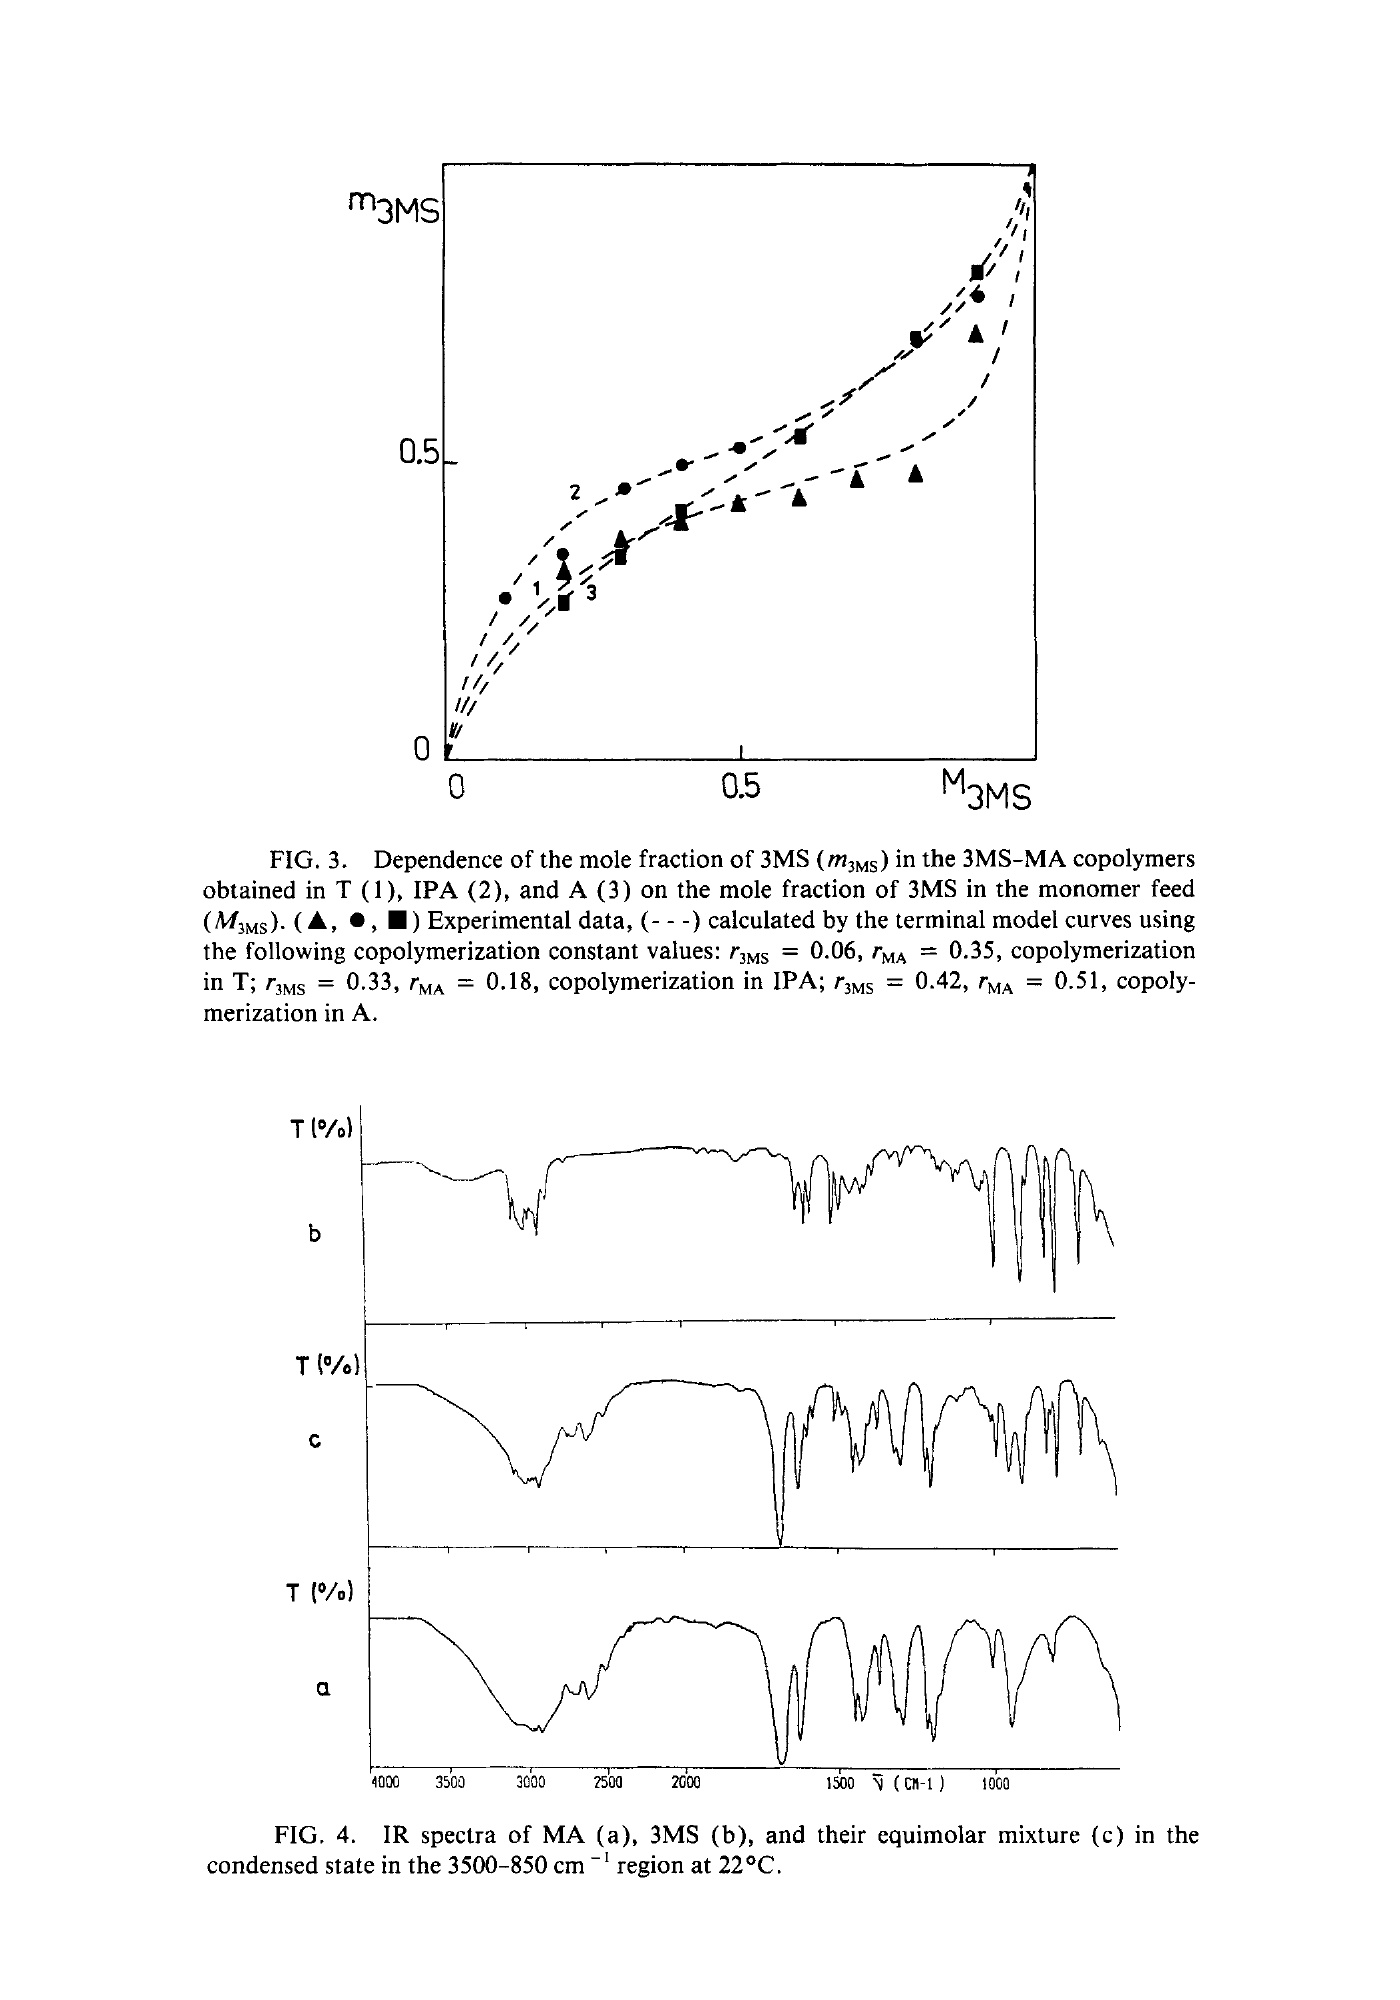 m3MS
0.5
2
1
3
0
0
0.5
M3MS
FIG. 3. Dependence of the mole fraction of 3MS (m3MS) in the 3MS-MA copolymers
obtained in T (1), IPA (2), and A (3) on the mole fraction of 3MS in the monomer feed
(M3MS). (▲, ●, ■) Experimental data, (- - -) calculated by the terminal model curves using
the following copolymerization constant values: r3MS = 0.06, rMA = 0.35, copolymerization
in T; r3MS = 0.33, rMA = 0.18, copolymerization in IPA; r3MS = 0.42, rMA = 0.51, copoly-
merization in A.
T (%)
b
T (%)
c
T (%)
a
4000 3500 3000 2500 2000 1500 ν̄ (CM-1) 1000
FIG. 4. IR spectra of MA (a), 3MS (b), and their equimolar mixture (c) in the
condensed state in the 3500-850 cm⁻¹ region at 22°C.